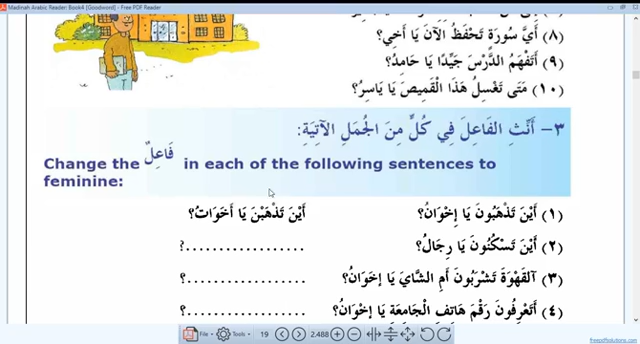 Madinah Arabic Reader: Book4 [Goodword] - Free PDF Reader
(٨) أَيَّ سُورَةٍ تَحْفَظُ الْآنَ يَا أَخِي؟
(٩) أَتَفْهَمُ الدَّرْسَ جَيِّدًا يَا حَامِدُ؟
(١٠) مَتَى تَغْسِلُ هَذَا الْقَمِيصَ يَا يَاسِرُ؟
٣- أَنِّثِ الْفَاعِلَ فِي كُلٍّ مِنَ الْجُمَلِ الْآتِيَةِ:
Change the فَاعِلٌ in each of the following sentences to
feminine:
(١) أَيْنَ تَذْهَبُونَ يَا إِخْوَانُ؟ أَيْنَ تَذْهَبْنَ يَا أَخَوَاتُ؟
(٢) أَيْنَ تَسْكُنُونَ يَا رِجَالُ؟ ..................؟
(٣) آلْقَهْوَةَ تَشْرَبُونَ أَمِ الشَّايَ يَا إِخْوَانُ؟ ..................؟
(٤) أَتَعْرِفُونَ رَقْمَ هَاتِفِ الْجَامِعَةِ يَا إِخْوَانُ؟ ..................؟
File Tools 19 2.488
freepdfsolutions.com